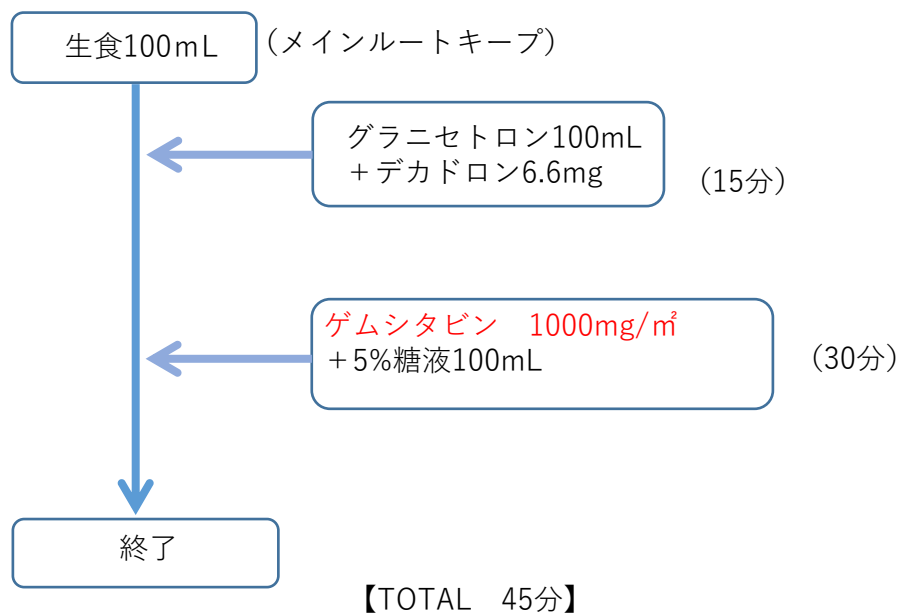 生食100mL
(メインルートキープ)
グラニセトロン100mL
+デカドロン6.6mg
(15分)
ゲムシタビン　1000mg/㎡
+5%糖液100mL
(30分)
終了
【TOTAL　45分】